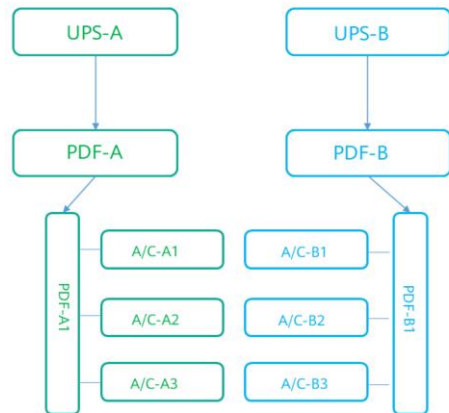 UPS-A
UPS-B
PDF-A
PDF-B
PDF-A1
A/C-A1
A/C-B1
PDF-B1
A/C-A2
A/C-B2
A/C-A3
A/C-B3